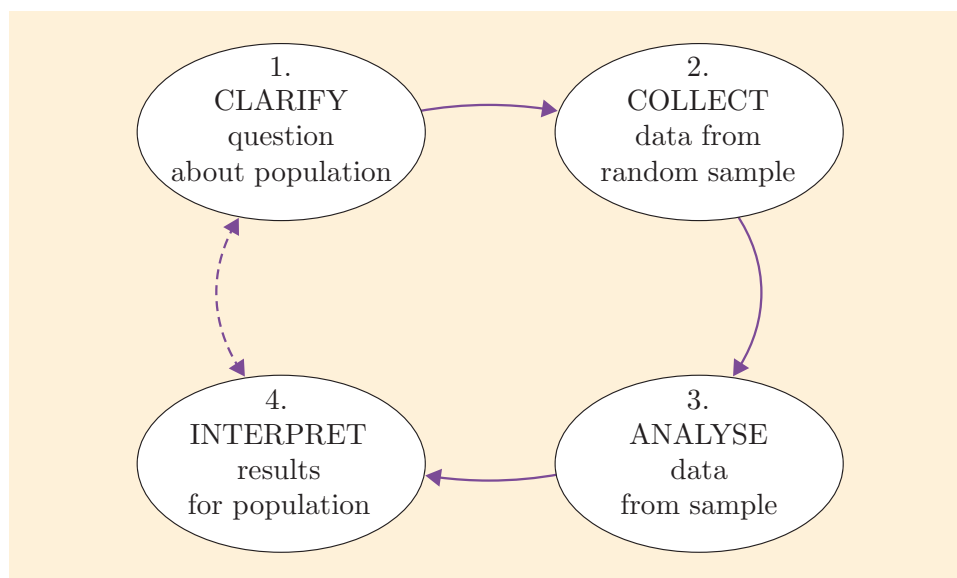 1.
CLARIFY
question
about population
2.
COLLECT
data from
random sample
3.
ANALYSE
data
from sample
4.
INTERPRET
results
for population